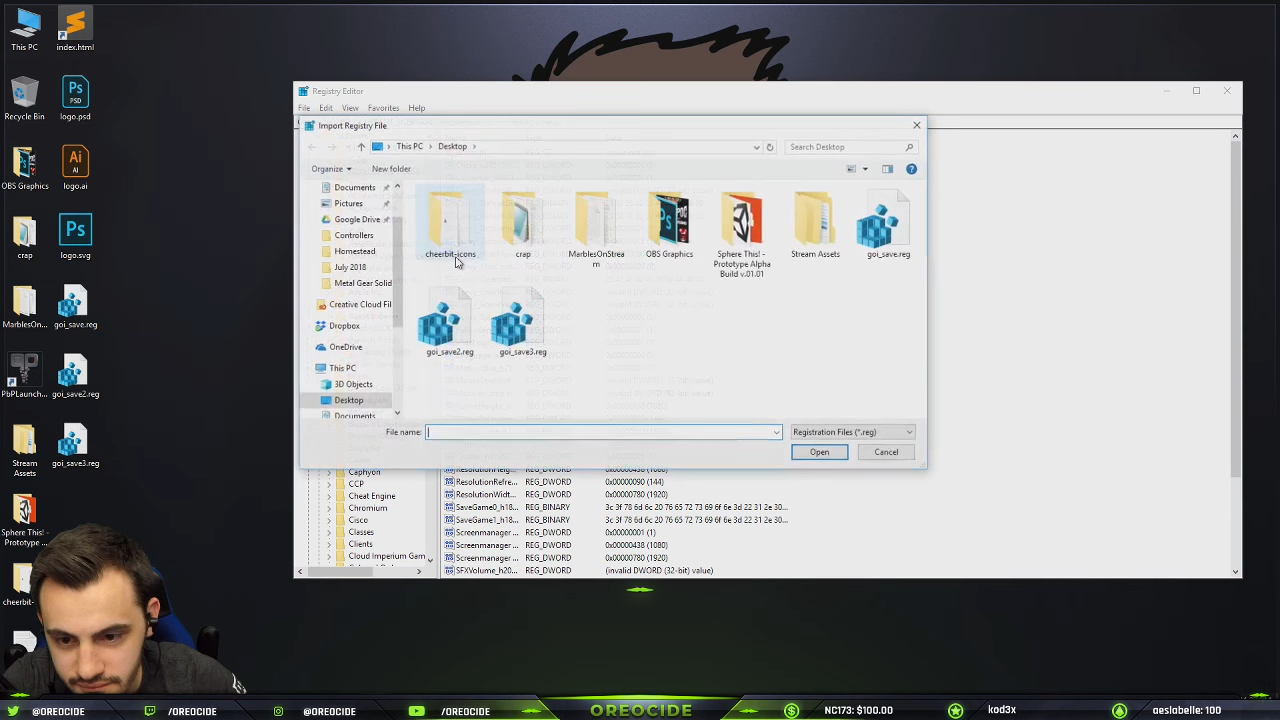 This PC
index.html
Recycle Bin
logo.psd
OBS Graphics
logo.ai
crap
logo.svg
MarblesOn...
goi_save.reg
PbPLaunch...
goi_save2.reg
Stream
Assets
goi_save3.reg
Sphere This! -
Prototype ...
cheerbit-
Registry Editor
File Edit View Favorites Help
Import Registry File
This PC > Desktop >
Search Desktop
Organize
New folder
Documents
Pictures
Google Drive
Controllers
Homestead
July 2018
Metal Gear Solid
Creative Cloud Fil
Dropbox
OneDrive
This PC
3D Objects
Desktop
Documents
cheerbit-icons
crap
MarblesOnStrea
m
OBS Graphics
Sphere This! -
Prototype Alpha
Build v.01.01
Stream Assets
goi_save.reg
goi_save2.reg
goi_save3.reg
File name:
Registration Files (*.reg)
Open
Cancel
Caphyon
CCP
Cheat Engine
Chromium
Cisco
Classes
Clients
Cloud Imperium Gam
ResolutionHeig... REG_DWORD 0x00000438 (1080)
ResolutionRefre... REG_DWORD 0x00000090 (144)
ResolutionWidt... REG_DWORD 0x00000780 (1920)
SaveGame0_h18... REG_BINARY 3c 3f 78 6d 6c 20 76 65 72 73 69 6f 6e 3d 22 31 2e 30...
SaveGame1_h18... REG_BINARY 3c 3f 78 6d 6c 20 76 65 72 73 69 6f 6e 3d 22 31 2e 30...
Screenmanager ... REG_DWORD 0x00000001 (1)
Screenmanager ... REG_DWORD 0x00000438 (1080)
Screenmanager ... REG_DWORD 0x00000780 (1920)
SFXVolume_h20... REG_DWORD (invalid DWORD (32-bit) value)
@OREOCIDE
/OREOCIDE
@OREOCIDE
/OREOCIDE
OREOCIDE
NC173: $100.00
kod3x
aeslabelle: 100